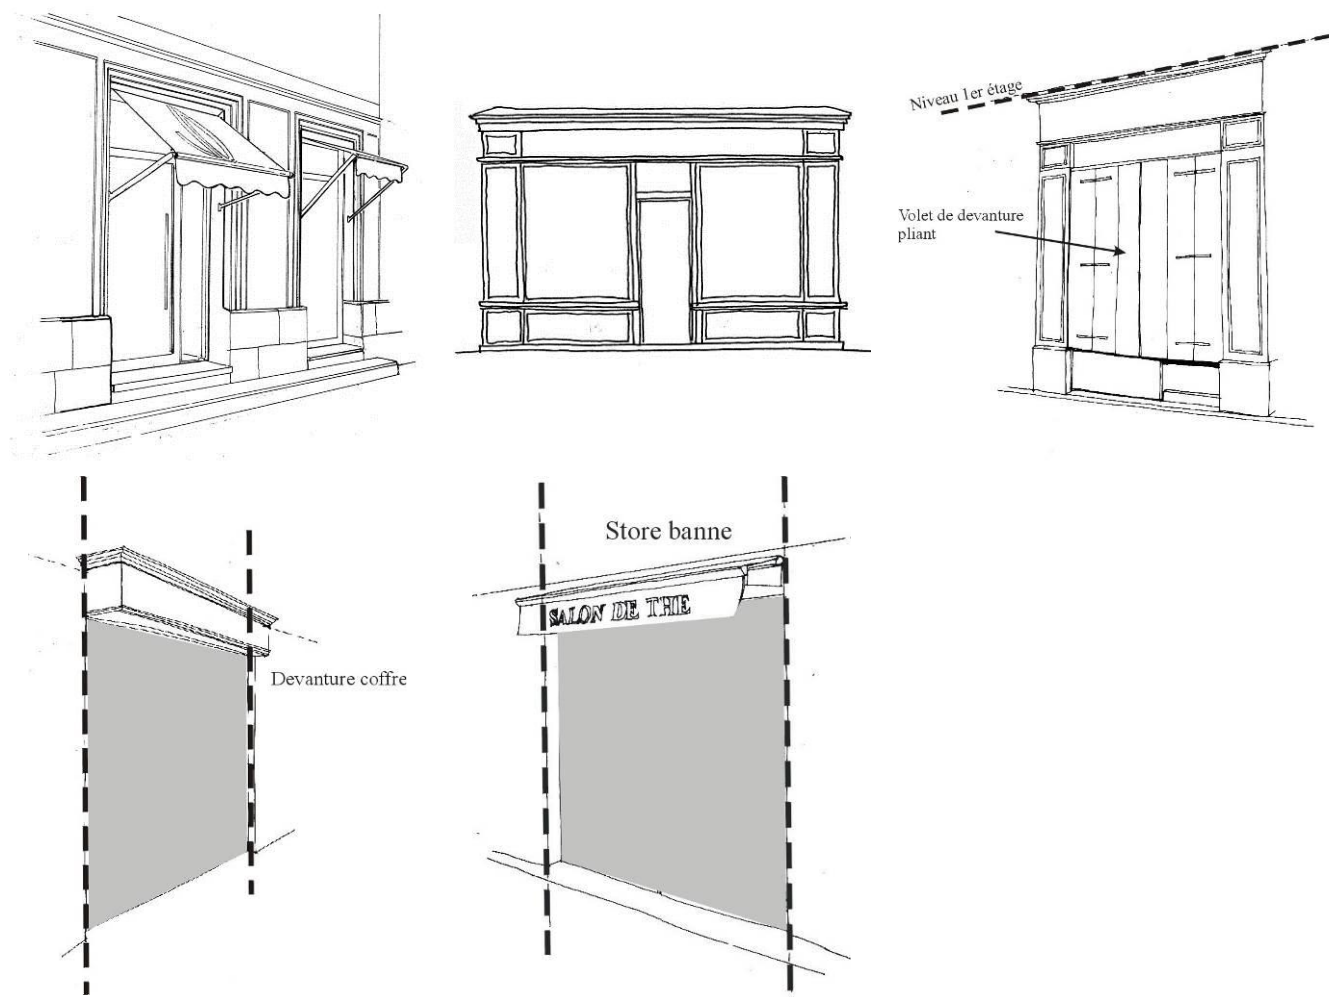 Niveau 1er étage
Volet de devanture
pliant
Store banne
SALON DE THE
Devanture coffre